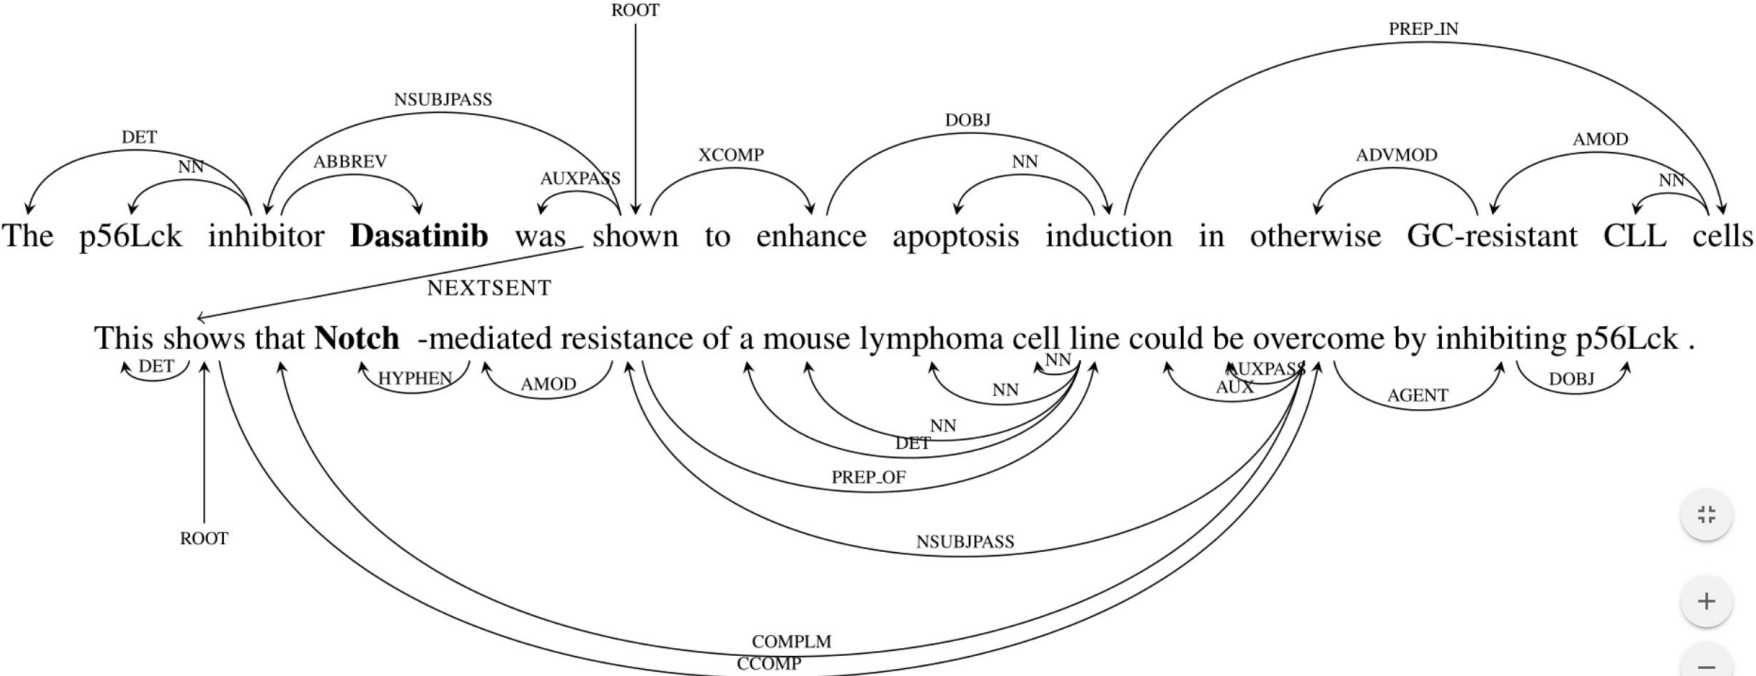 ROOT
PREP_IN
NSUBJPASS
DOBJ
DET
AMOD
XCOMP
ADVMOD
NN
ABBREV
NN
AUXPASS
NN
The p56Lck inhibitor Dasatinib was shown to enhance apoptosis induction in otherwise GC-resistant CLL cells
NEXTSENT
This shows that Notch -mediated resistance of a mouse lymphoma cell line could be overcome by inhibiting p56Lck .
NN
DET
AUXPASS
HYPHEN
DOBJ
AMOD
AUX
NN
AGENT
NN
DET
PREP_OF
ROOT
NSUBJPASS
COMPLM
CCOMP